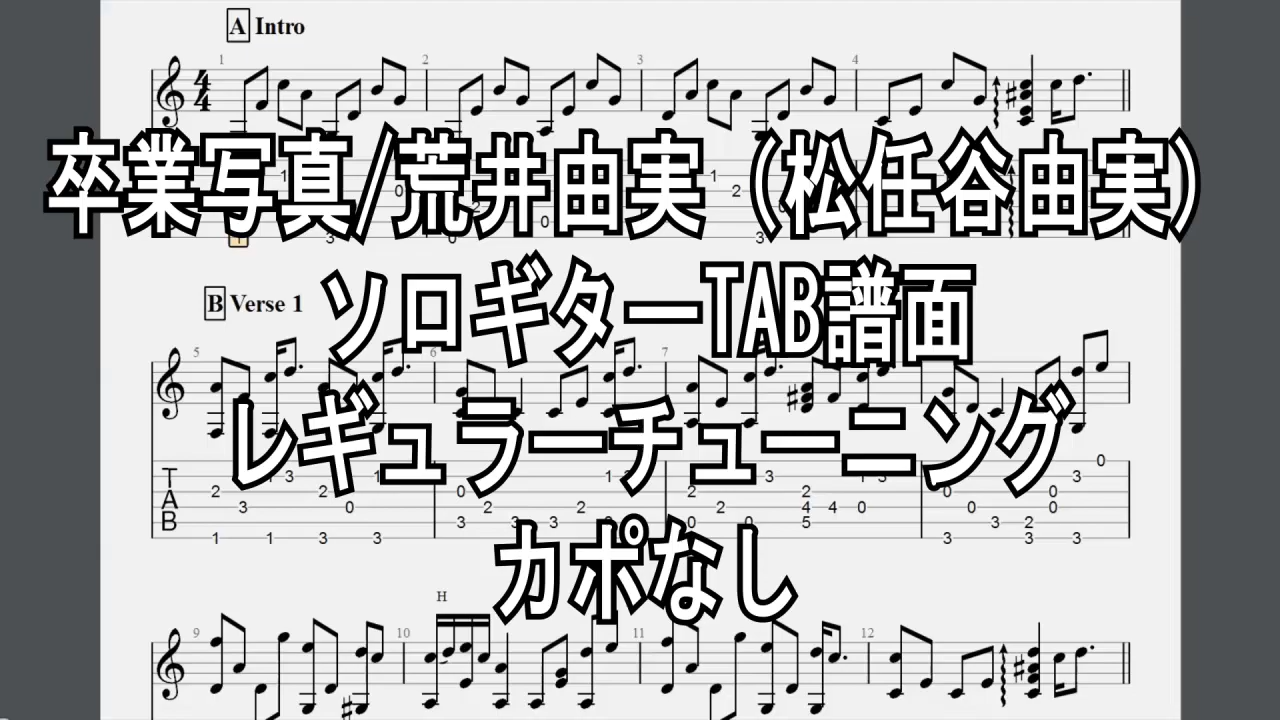 A Intro
卒業写真/荒井由実（松任谷由実）
ソロギターTAB譜面
B Verse 1
レギュラーチューニング
カポなし
H